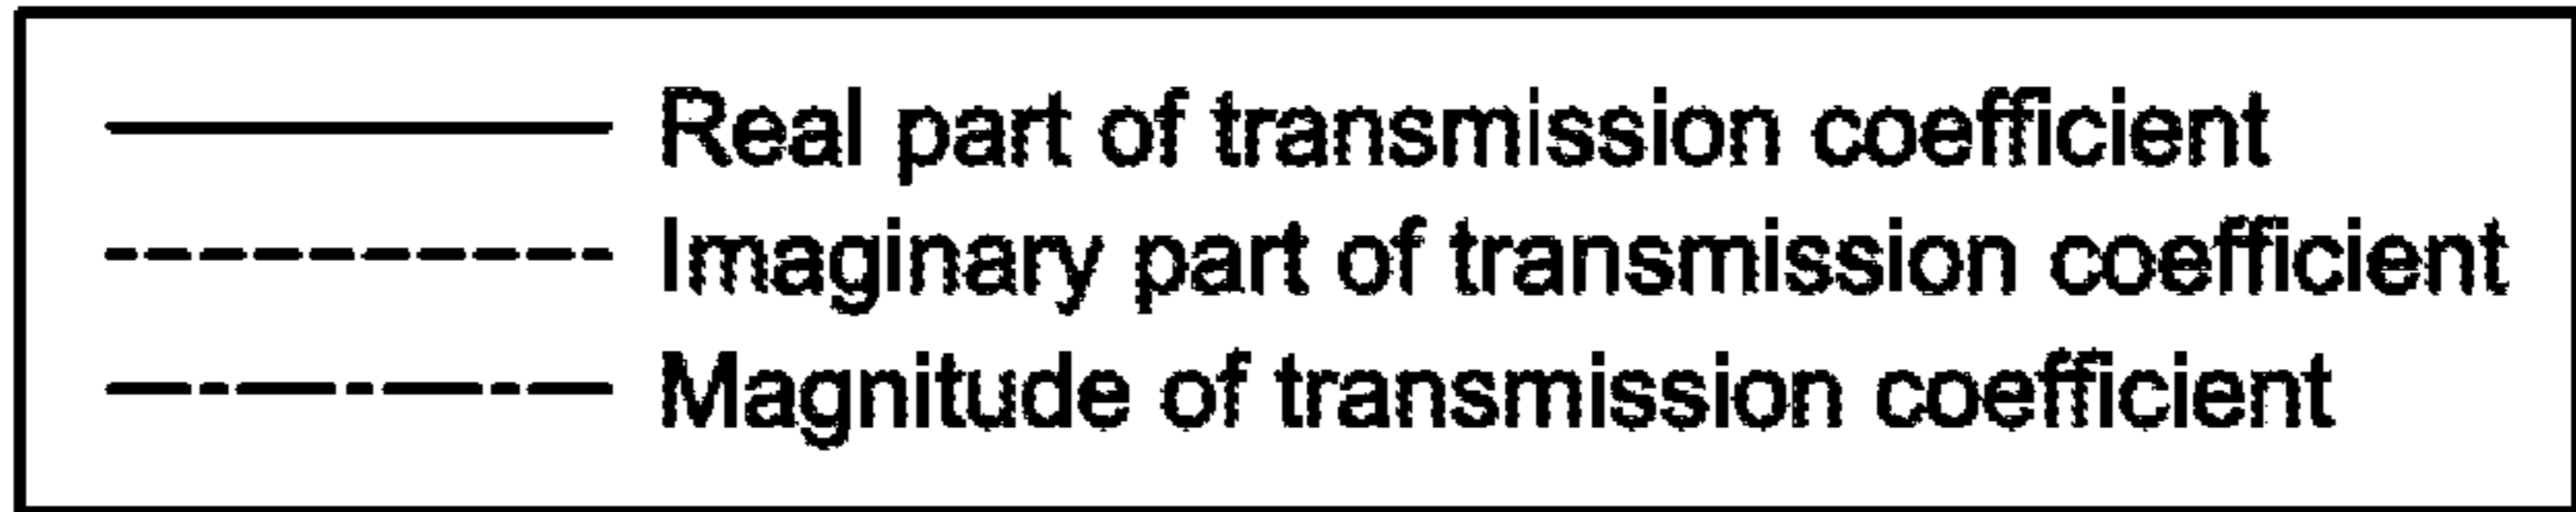 Real part of transmission coefficient
Imaginary part of transmission coefficient
Magnitude of transmission coefficient